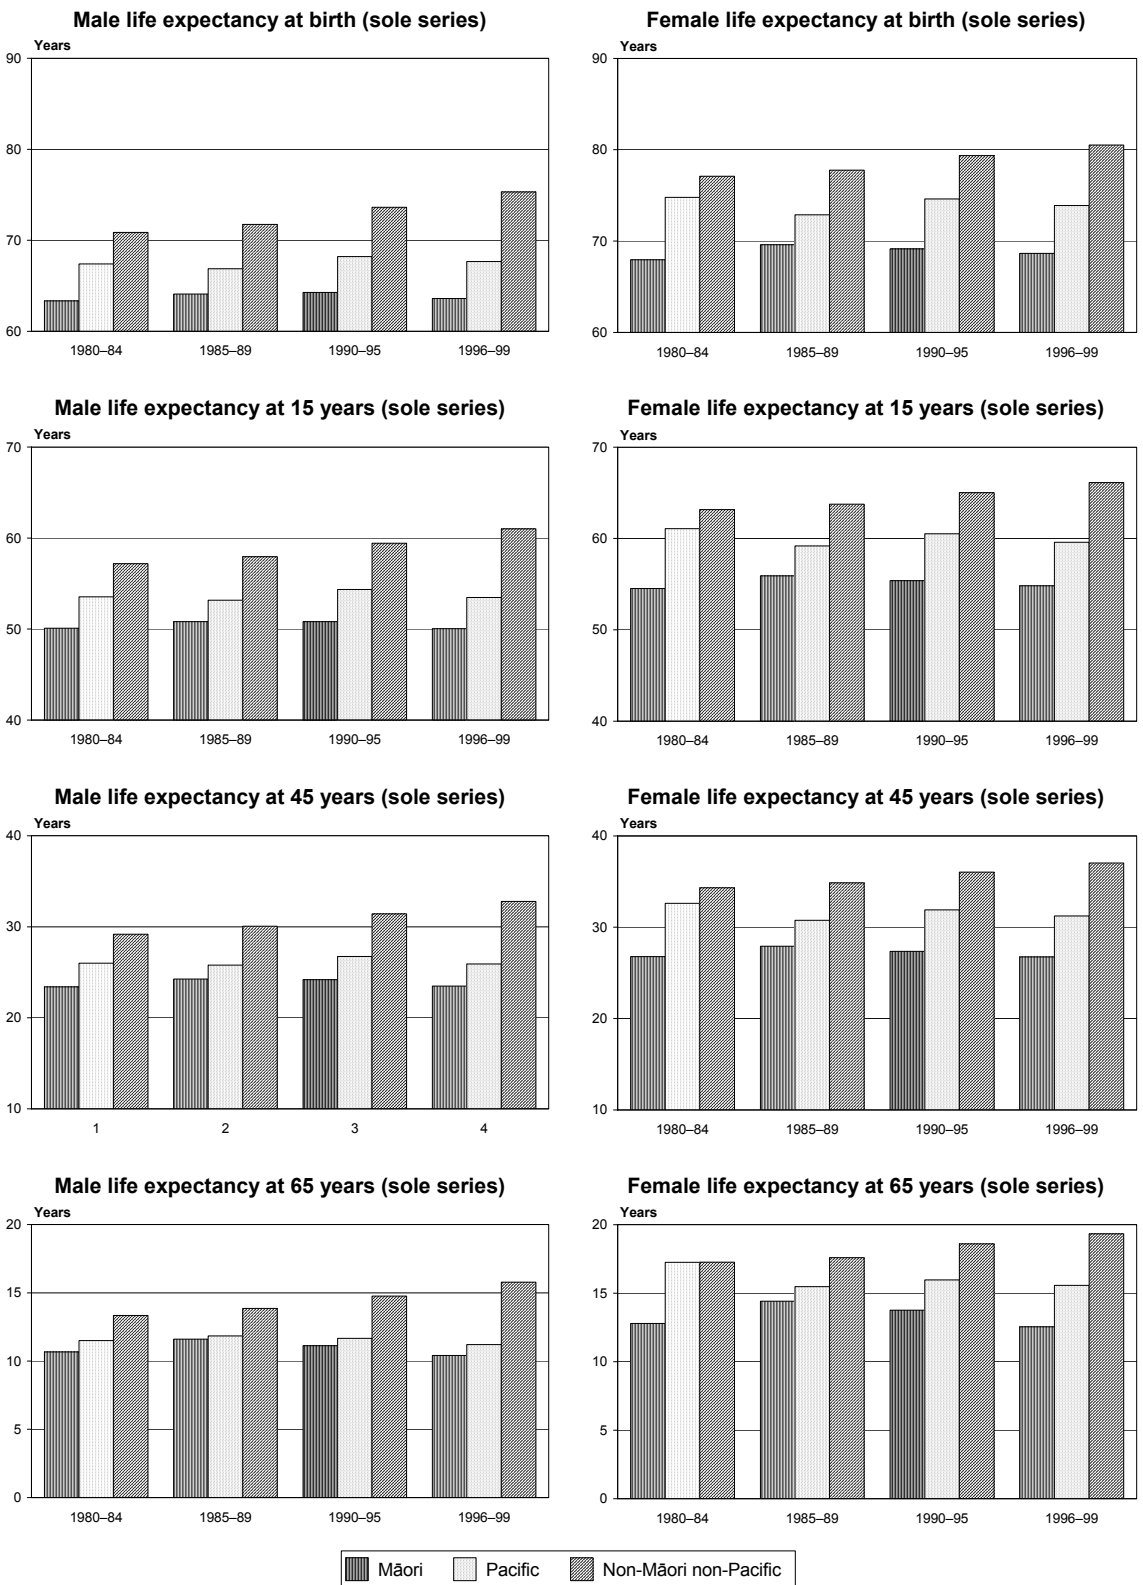 Male life expectancy at birth (sole series)
Years
90
80
70
60
1980–84 1985–89 1990–95 1996–99
Female life expectancy at birth (sole series)
Years
90
80
70
60
1980–84 1985–89 1990–95 1996–99
Male life expectancy at 15 years (sole series)
Years
70
60
50
40
1980–84 1985–89 1990–95 1996–99
Female life expectancy at 15 years (sole series)
Years
70
60
50
40
1980–84 1985–89 1990–95 1996–99
Male life expectancy at 45 years (sole series)
Years
40
30
20
10
1 2 3 4
Female life expectancy at 45 years (sole series)
Years
40
30
20
10
1980–84 1985–89 1990–95 1996–99
Male life expectancy at 65 years (sole series)
Years
20
15
10
5
0
1980–84 1985–89 1990–95 1996–99
Female life expectancy at 65 years (sole series)
Years
20
15
10
5
0
1980–84 1985–89 1990–95 1996–99
Māori Pacific Non-Māori non-Pacific